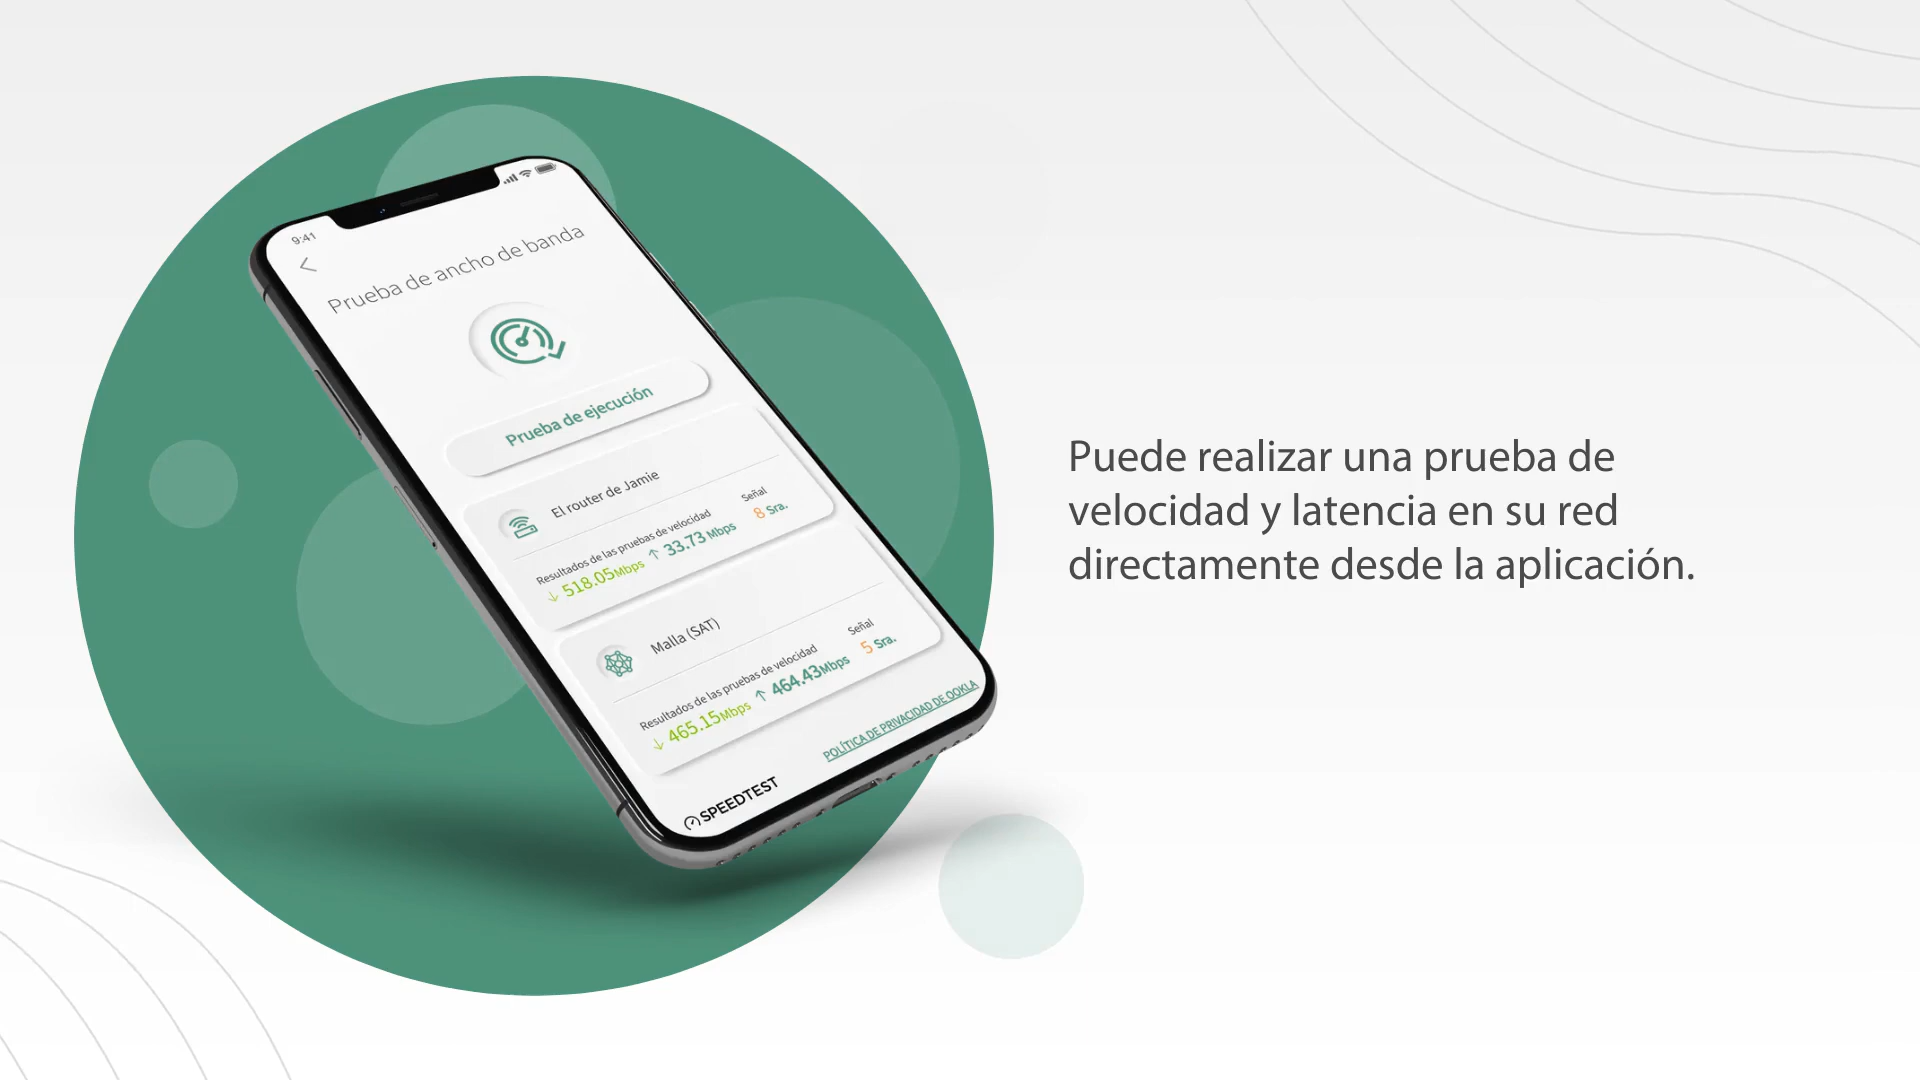 9:41
Prueba de ancho de banda
Prueba de ejecución
El router de Jamie
Resultados de las pruebas de velocidad
Señal
↓ 518.05Mbps ↑ 33.73 Mbps
8 Sra.
Malla (SAT)
Resultados de las pruebas de velocidad
Señal
↓ 465.15Mbps ↑ 464.43Mbps
5 Sra.
SPEEDTEST
POLÍTICA DE PRIVACIDAD DE OOKLA
Puede realizar una prueba de
velocidad y latencia en su red
directamente desde la aplicación.